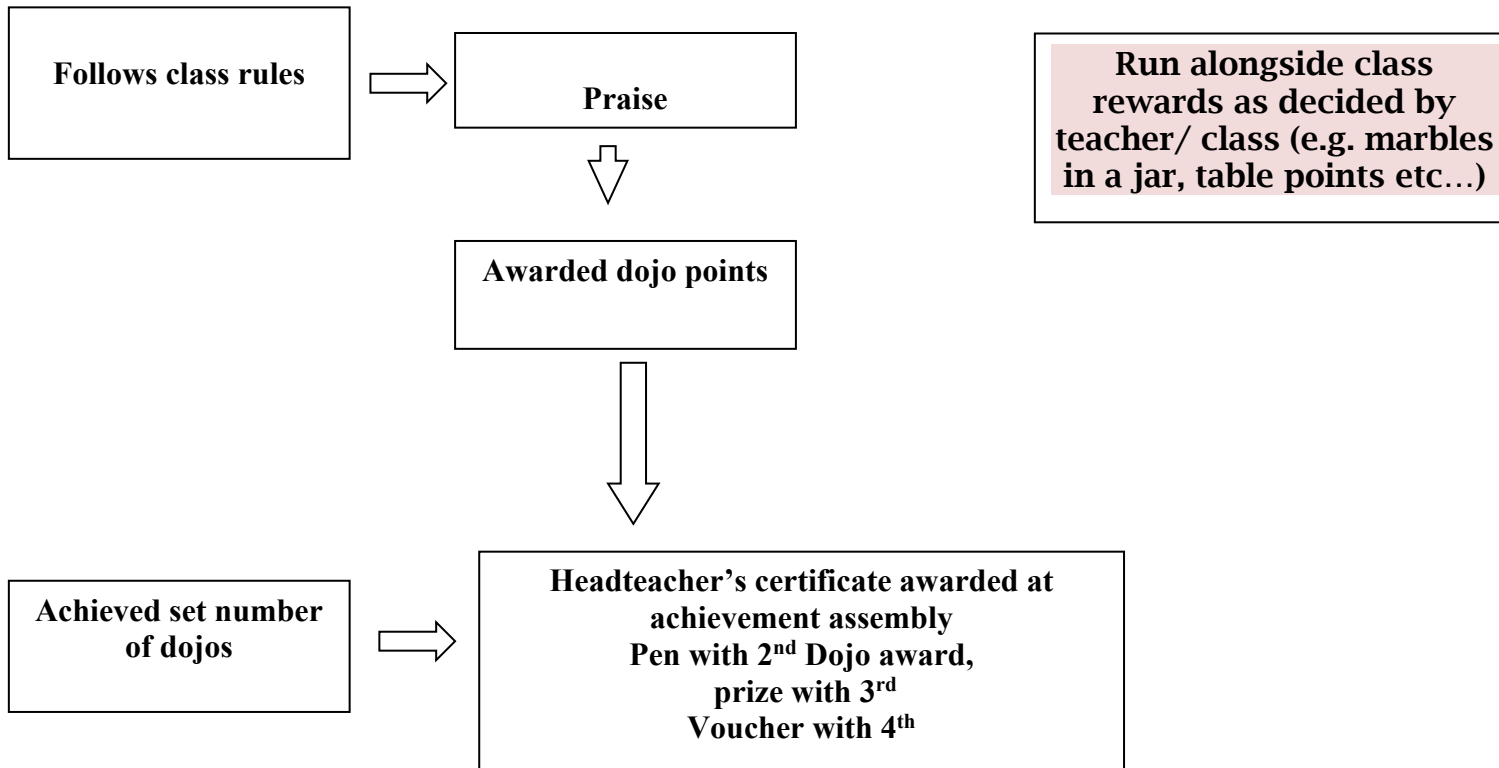 Follows class rules
Praise
Run alongside class
rewards as decided by
teacher/ class (e.g. marbles
in a jar, table points etc…)
Awarded dojo points
Achieved set number
of dojos
Headteacher’s certificate awarded at
achievement assembly
Pen with 2nd Dojo award,
prize with 3rd
Voucher with 4th